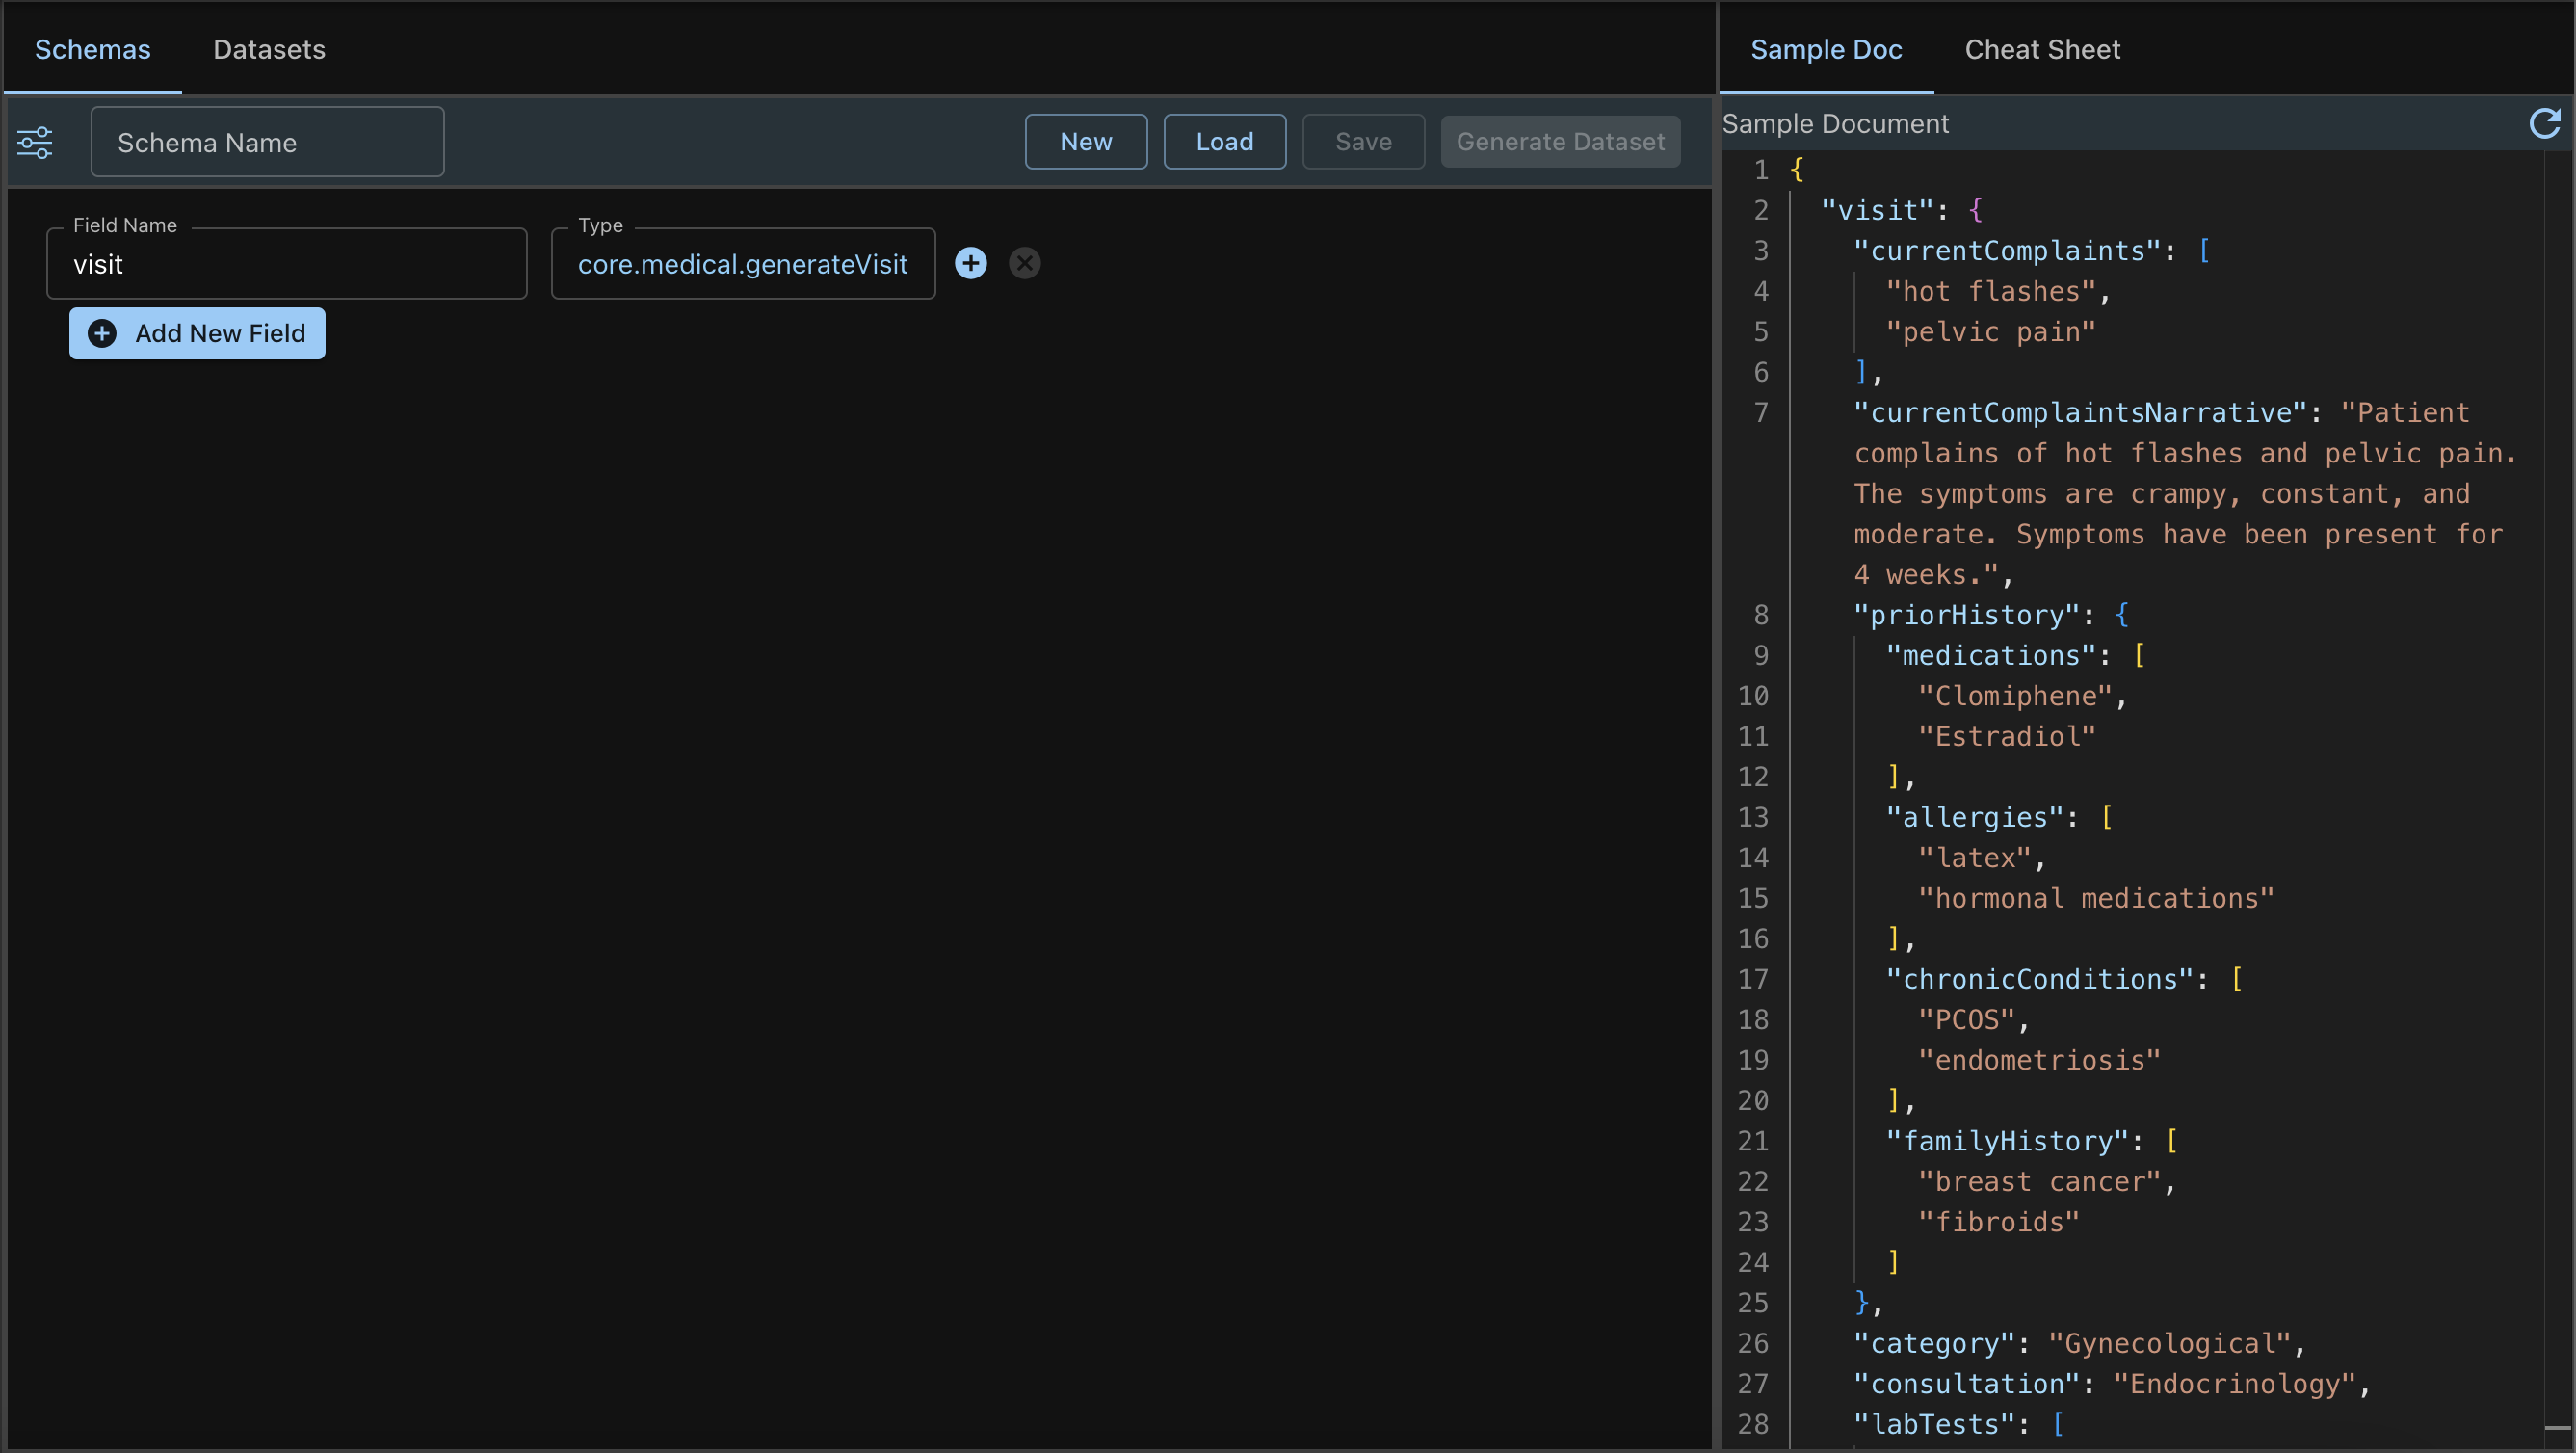 Schemas Datasets
Schema Name New Load Save Generate Dataset
Field Name Type
visit core.medical.generateVisit
Add New Field
Sample Doc Cheat Sheet
Sample Document
1 {
2 "visit": {
3 "currentComplaints": [
4 "hot flashes",
5 "pelvic pain"
6 ],
7 "currentComplaintsNarrative": "Patient
complains of hot flashes and pelvic pain.
The symptoms are crampy, constant, and
moderate. Symptoms have been present for
4 weeks.",
8 "priorHistory": {
9 "medications": [
10 "Clomiphene",
11 "Estradiol"
12 ],
13 "allergies": [
14 "latex",
15 "hormonal medications"
16 ],
17 "chronicConditions": [
18 "PCOS",
19 "endometriosis"
20 ],
21 "familyHistory": [
22 "breast cancer",
23 "fibroids"
24 ]
25 },
26 "category": "Gynecological",
27 "consultation": "Endocrinology",
28 "labTests": [